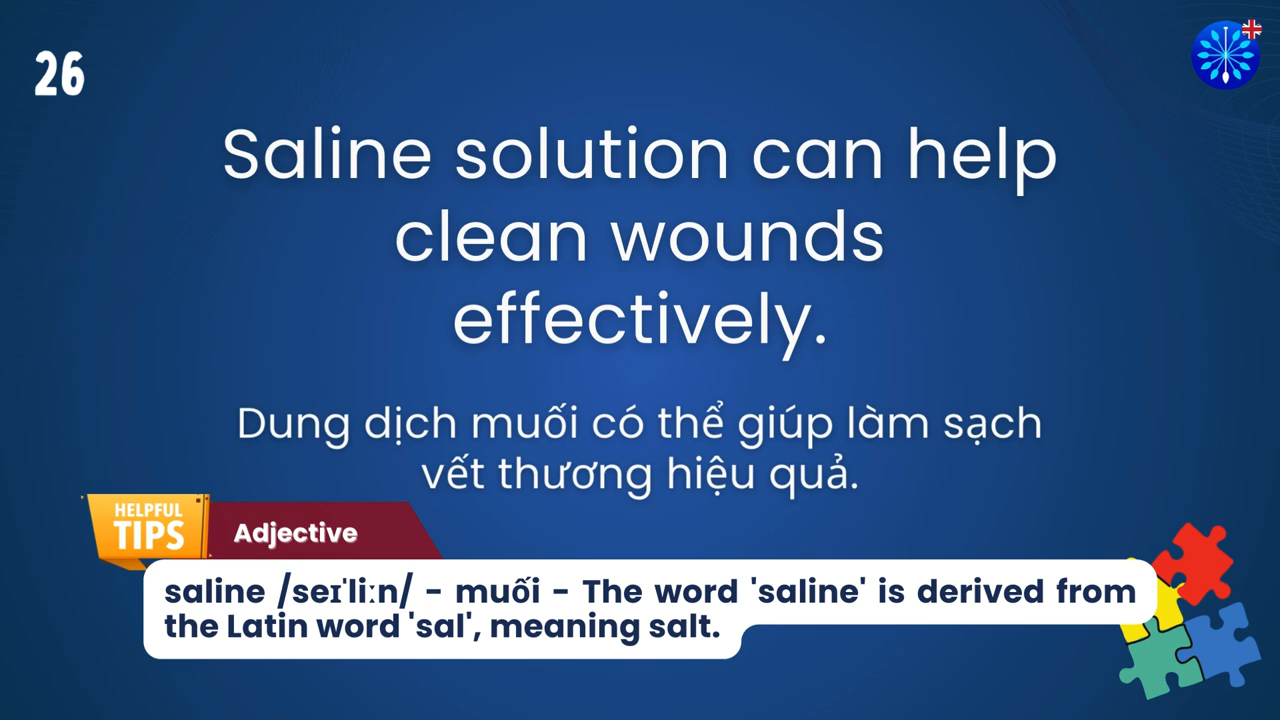 26
Saline solution can help
clean wounds
effectively.
Dung dịch muối có thể giúp làm sạch
vết thương hiệu quả.
HELPFUL
TIPS
Adjective
saline /seɪˈliːn/ - muối - The word 'saline' is derived from
the Latin word 'sal', meaning salt.